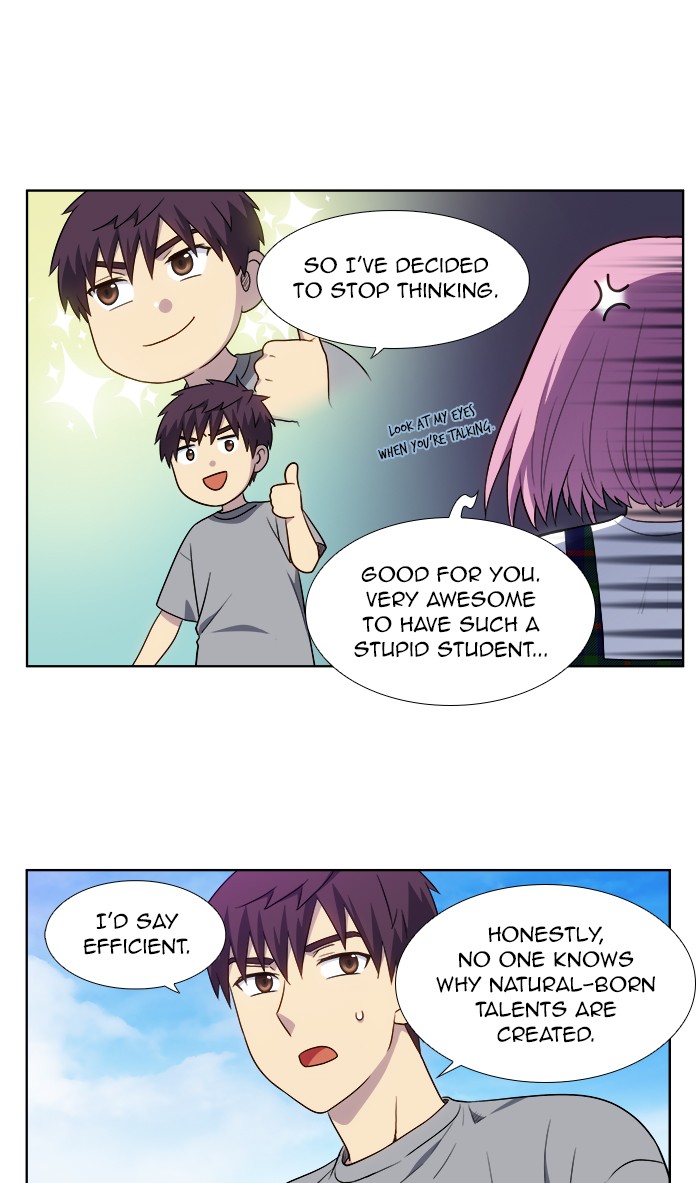 SO I'VE DECIDED
TO STOP THINKING.
LOOK AT MY EYES
WHEN YOU'RE TALKING.
GOOD FOR YOU.
VERY AWESOME
TO HAVE SUCH A
STUPID STUDENT...
I'D SAY
EFFICIENT.
HONESTLY,
NO ONE KNOWS
WHY NATURAL-BORN
TALENTS ARE
CREATED.